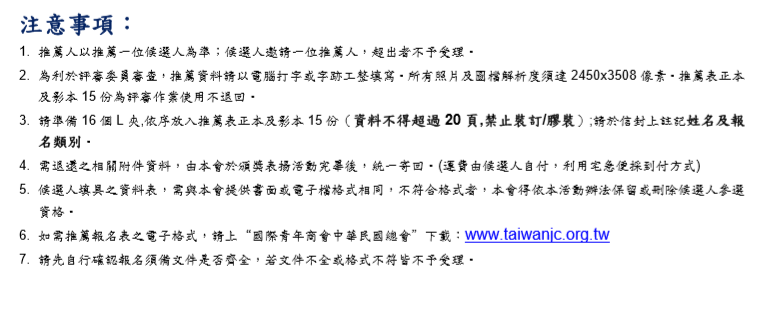 注意事項：
1. 推薦人以推薦一位候選人為準；候選人邀請一位推薦人，超出者不予受理。
2. 為利於評審委員審查，推薦資料請以電腦打字或字跡工整填寫。所有照片及圖檔解析度須達 2450x3508 像素。推薦表正本
及影本 15 份為評審作業使用不退回。
3. 請準備 16 個 L 夾,依序放入推薦表正本及影本 15 份（資料不得超過 20 頁,禁止裝訂/膠裝）;請於信封上註記姓名及報
名類別。
4. 需退還之相關附件資料，由本會於頒獎表揚活動完畢後，統一寄回。(運費由候選人自付，利用宅急便採到付方式)
5. 候選人填具之資料表，需與本會提供書面或電子檔格式相同，不符合格式者，本會得依本活動辦法保留或刪除候選人參選
資格。
6. 如需推薦報名表之電子格式，請上“國際青年商會中華民國總會”下載：www.taiwanjc.org.tw
7. 請先自行確認報名須備文件是否齊全，若文件不全或格式不符皆不予受理。